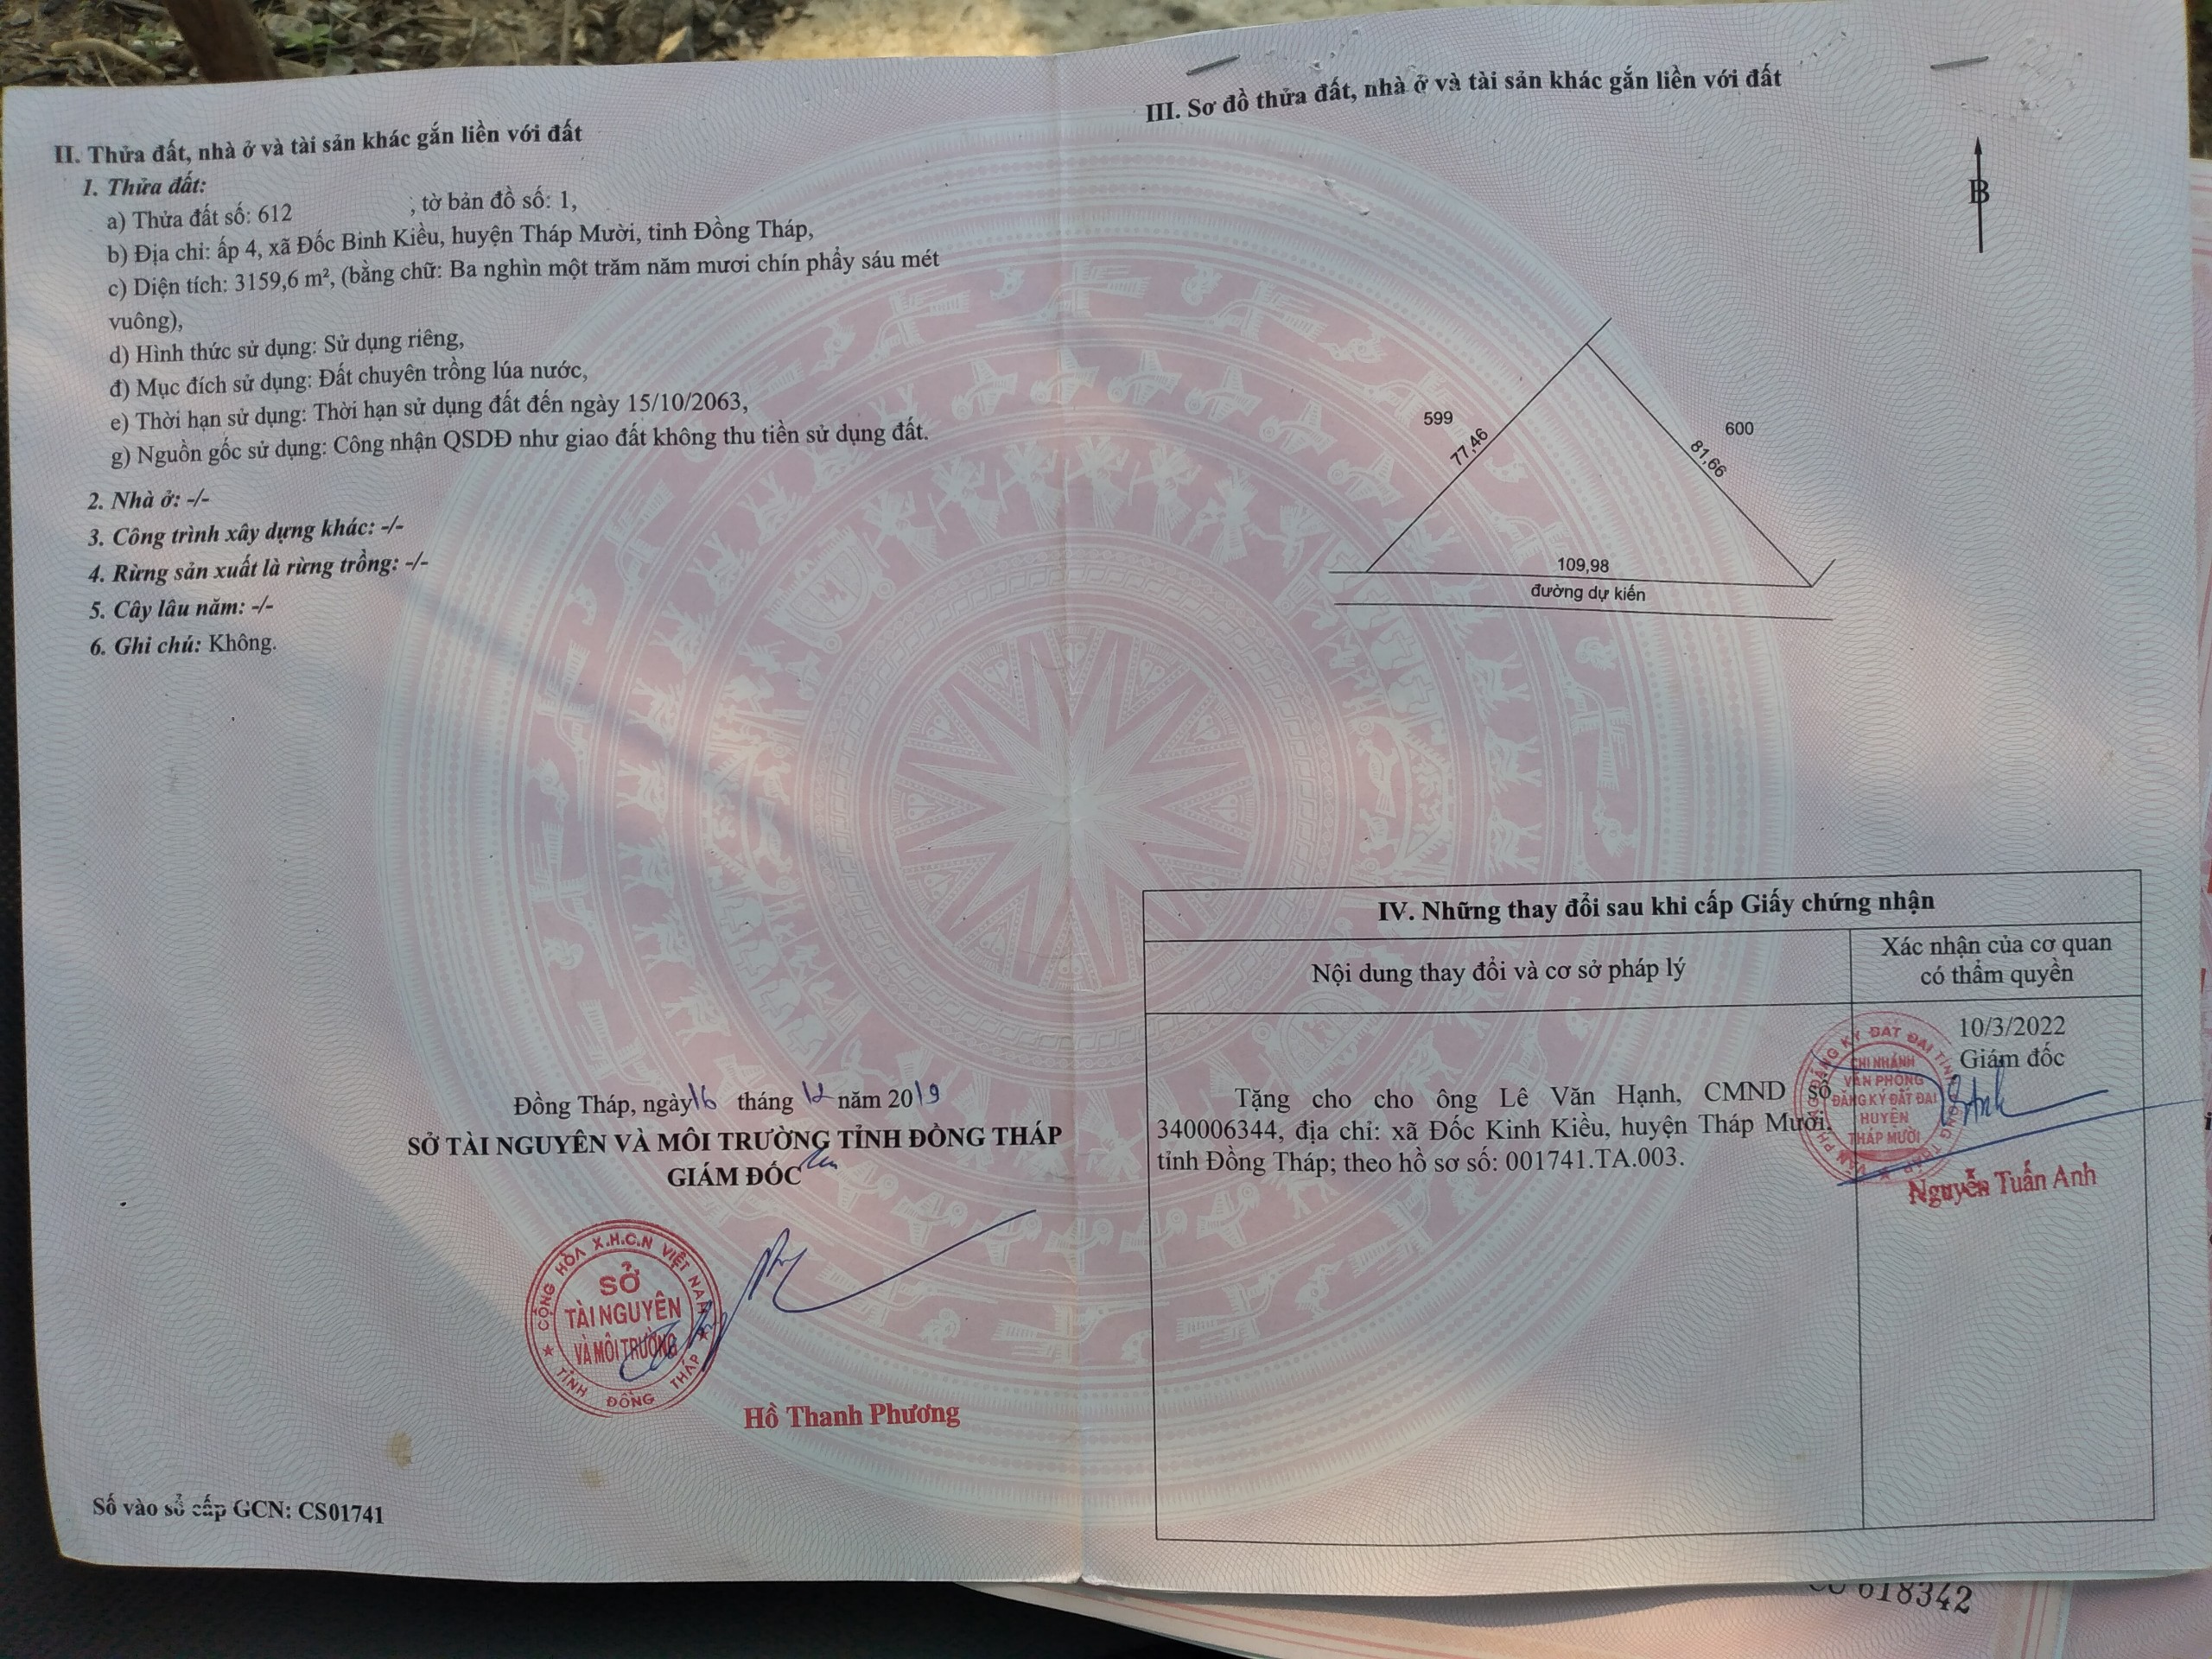 II. Thửa đất, nhà ở và tài sản khác gắn liền với đất
1. Thửa đất:
a) Thửa đất số: 612 ; tờ bản đồ số: 1,
b) Địa chỉ: ấp 4, xã Đốc Binh Kiều, huyện Tháp Mười, tỉnh Đồng Tháp,
c) Diện tích: 3159,6 m², (bằng chữ: Ba nghìn một trăm năm mươi chín phẩy sáu mét
vuông),
d) Hình thức sử dụng: Sử dụng riêng,
đ) Mục đích sử dụng: Đất chuyên trồng lúa nước,
e) Thời hạn sử dụng: Thời hạn sử dụng đất đến ngày 15/10/2063,
g) Nguồn gốc sử dụng: Công nhận QSDĐ như giao đất không thu tiền sử dụng đất.
2. Nhà ở: -/-
3. Công trình xây dựng khác: -/-
4. Rừng sản xuất là rừng trồng: -/-
5. Cây lâu năm: -/-
6. Ghi chú: Không.
Đồng Tháp, ngày 16 tháng 12 năm 2019
SỞ TÀI NGUYÊN VÀ MÔI TRƯỜNG TỈNH ĐỒNG THÁP
GIÁM ĐỐC
CỘNG HÒA X.H.C.N VIỆT NAM
SỞ
TÀI NGUYÊN
VÀ MÔI TRƯỜNG
TỈNH ĐỒNG THÁP
Hồ Thanh Phương
Số vào sổ cấp GCN: CS01741
III. Sơ đồ thửa đất, nhà ở và tài sản khác gắn liền với đất
B
599
77,46
600
81,66
109,98
đường dự kiến
IV. Những thay đổi sau khi cấp Giấy chứng nhận
Nội dung thay đổi và cơ sở pháp lý
Xác nhận của cơ quan
có thẩm quyền
Tặng cho cho ông Lê Văn Hạnh, CMND số
340006344, địa chỉ: xã Đốc Kinh Kiều, huyện Tháp Mười,
tỉnh Đồng Tháp; theo hồ sơ số: 001741.TA.003.
10/3/2022
Giám đốc
CHI NHÁNH
VĂN PHÒNG
ĐĂNG KÝ ĐẤT ĐAI
HUYỆN
THÁP MƯỜI
Nguyễn Tuấn Anh
618342